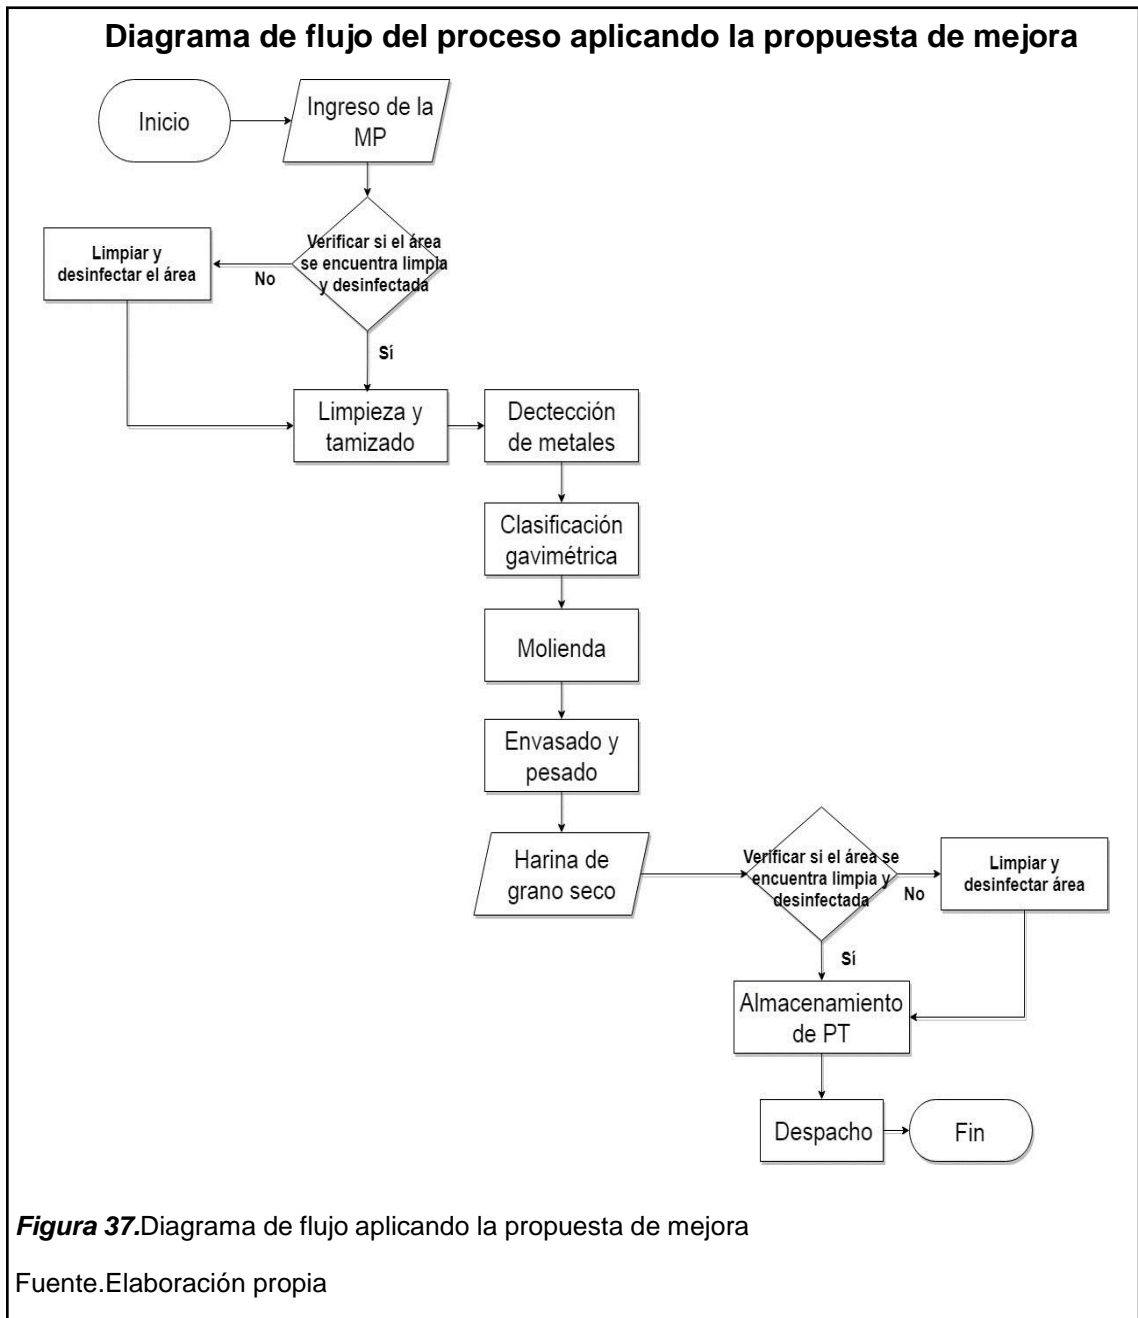 Diagrama de flujo del proceso aplicando la propuesta de mejora
Inicio
Ingreso de la
MP
Verificar si el área
se encuentra limpia
y desinfectada
No
Limpiar y
desinfectar el área
Sí
Limpieza y
tamizado
Dectección
de metales
Clasificación
gavimétrica
Molienda
Envasado y
pesado
Harina de
grano seco
Verificar si el área se
encuentra limpia y
desinfectada
No
Limpiar y
desinfectar área
Sí
Almacenamiento
de PT
Despacho
Fin
Figura 37.Diagrama de flujo aplicando la propuesta de mejora
Fuente.Elaboración propia